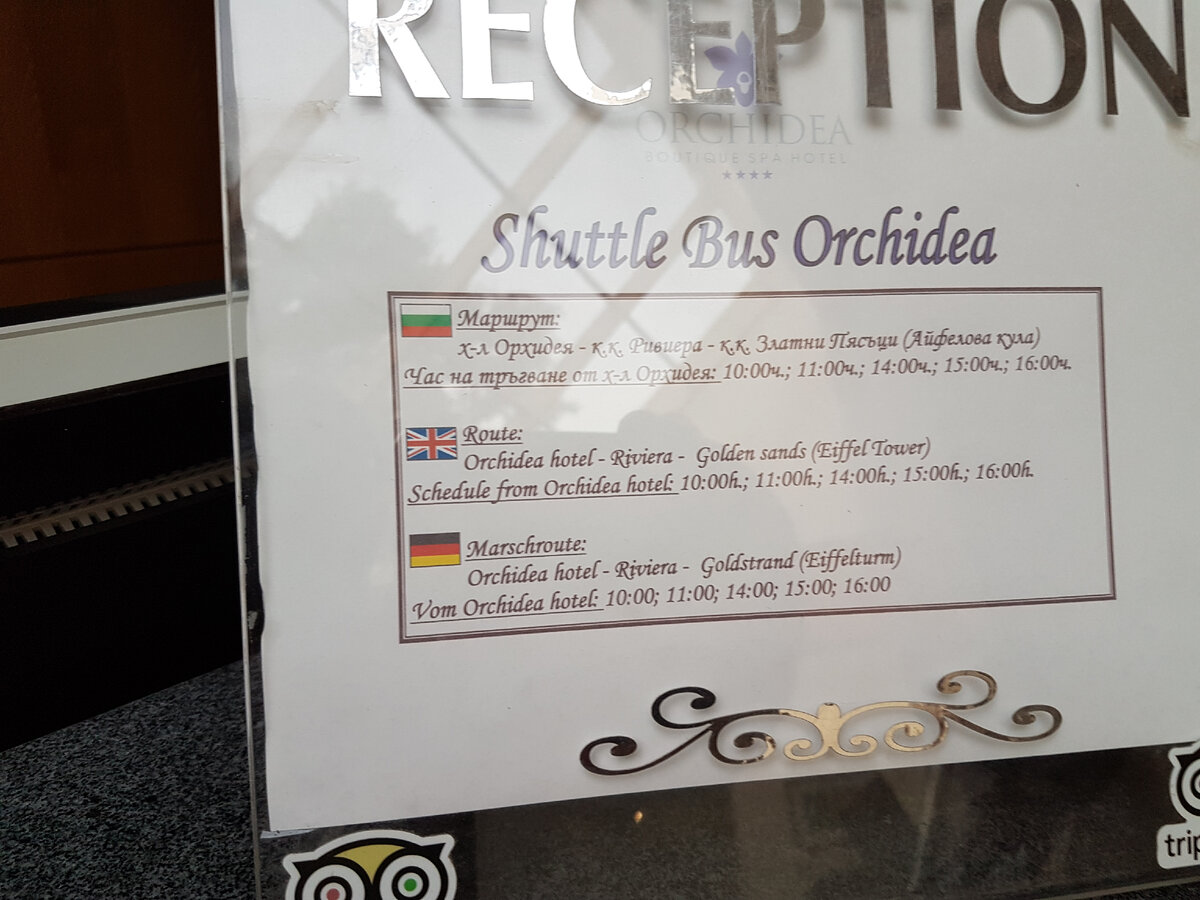 RECEPTION
ORCHIDEA
BOUTIQUE SPA HOTEL
Shuttle Bus Orchidea
Маршрут:
х-л Орхидея - к.к. Ривиера - к.к. Златни Пясъци (Айфелова кула)
Час на тръгване от х-л Орхидея: 10:00ч.; 11:00ч.; 14:00ч.; 15:00ч.; 16:00ч.
Route:
Orchidea hotel - Riviera - Golden sands (Eiffel Tower)
Schedule from Orchidea hotel: 10:00h.; 11:00h.; 14:00h.; 15:00h.; 16:00h.
Marschroute:
Orchidea hotel - Riviera - Goldstrand (Eiffelturm)
Vom Orchidea hotel: 10:00; 11:00; 14:00; 15:00; 16:00